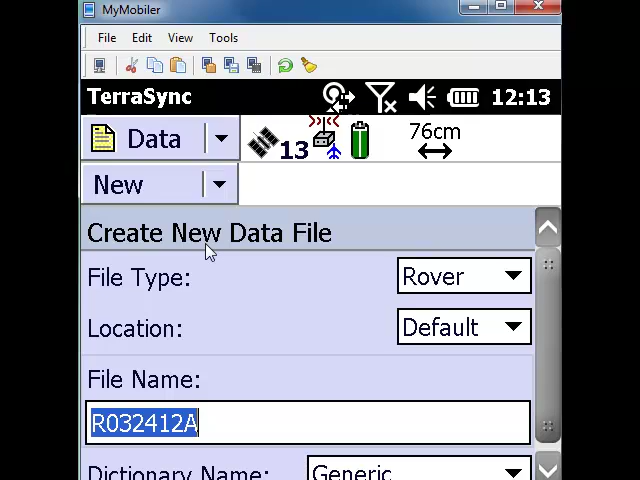 MyMobiler
File Edit View Tools
TerraSync 12:13
Data 13 76cm
New
Create New Data File
File Type: Rover
Location: Default
File Name:
R032412A
Dictionary Name: Generic